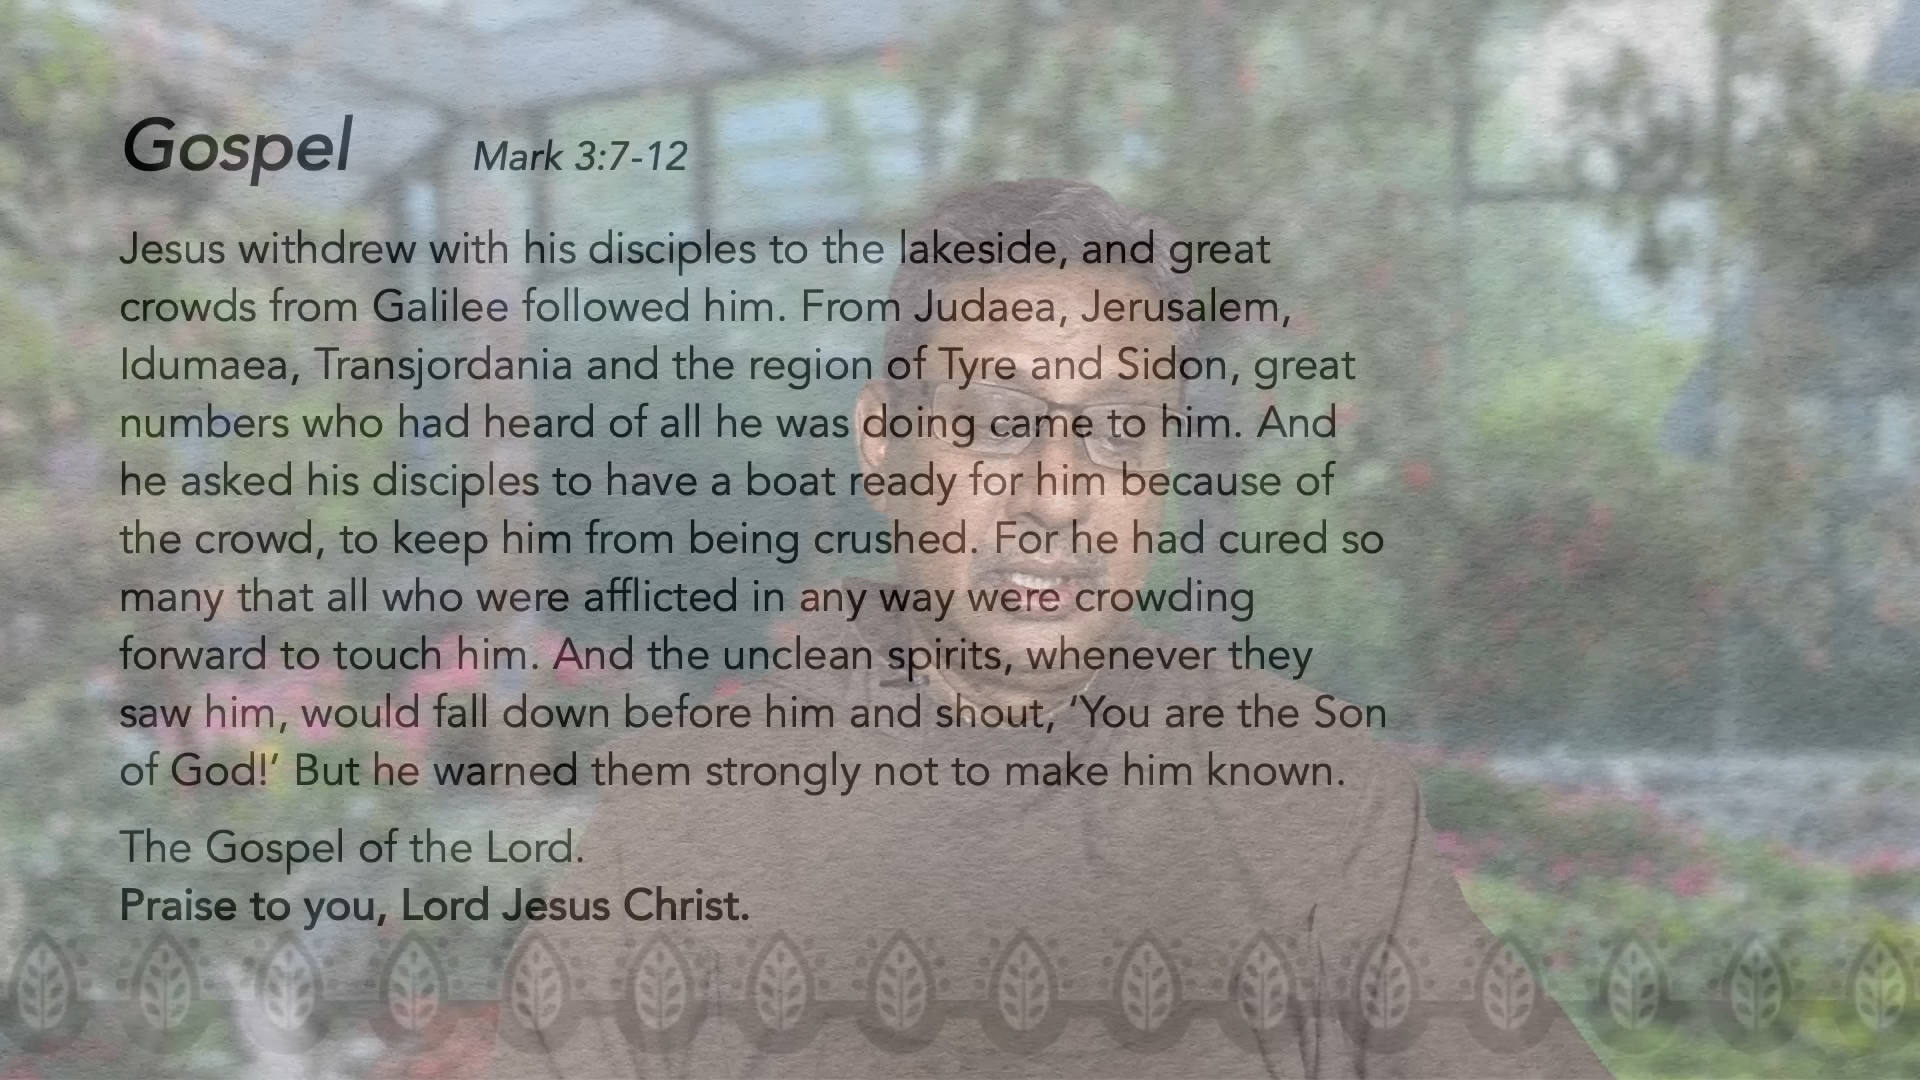 Gospel Mark 3:7-12
Jesus withdrew with his disciples to the lakeside, and great
crowds from Galilee followed him. From Judaea, Jerusalem,
Idumaea, Transjordania and the region of Tyre and Sidon, great
numbers who had heard of all he was doing came to him. And
he asked his disciples to have a boat ready for him because of
the crowd, to keep him from being crushed. For he had cured so
many that all who were afflicted in any way were crowding
forward to touch him. And the unclean spirits, whenever they
saw him, would fall down before him and shout, ‘You are the Son
of God!’ But he warned them strongly not to make him known.
The Gospel of the Lord.
Praise to you, Lord Jesus Christ.